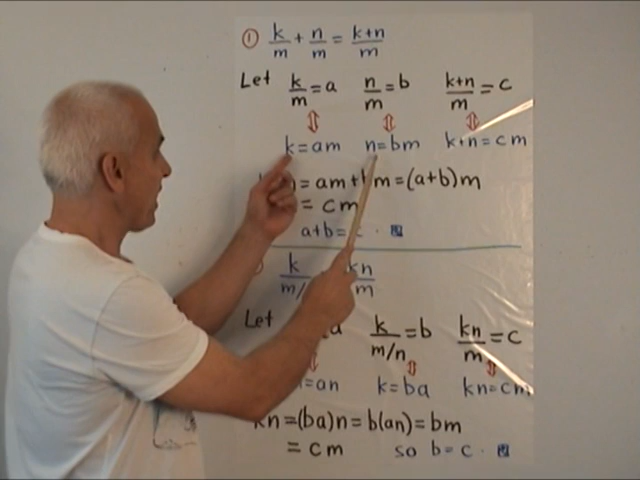 ① k/m + n/m = k+n/m
Let k/m = a n/m = b k+n/m = c
k = am n = bm k+n = cm
= am + bm = (a+b)m
= cm
a+b =
k/m/ kn/m
Let k/m/n = b kn/m = c
=an k = ba kn = cm
kn = (ba)n = b(an) = bm
= cm so b = c.